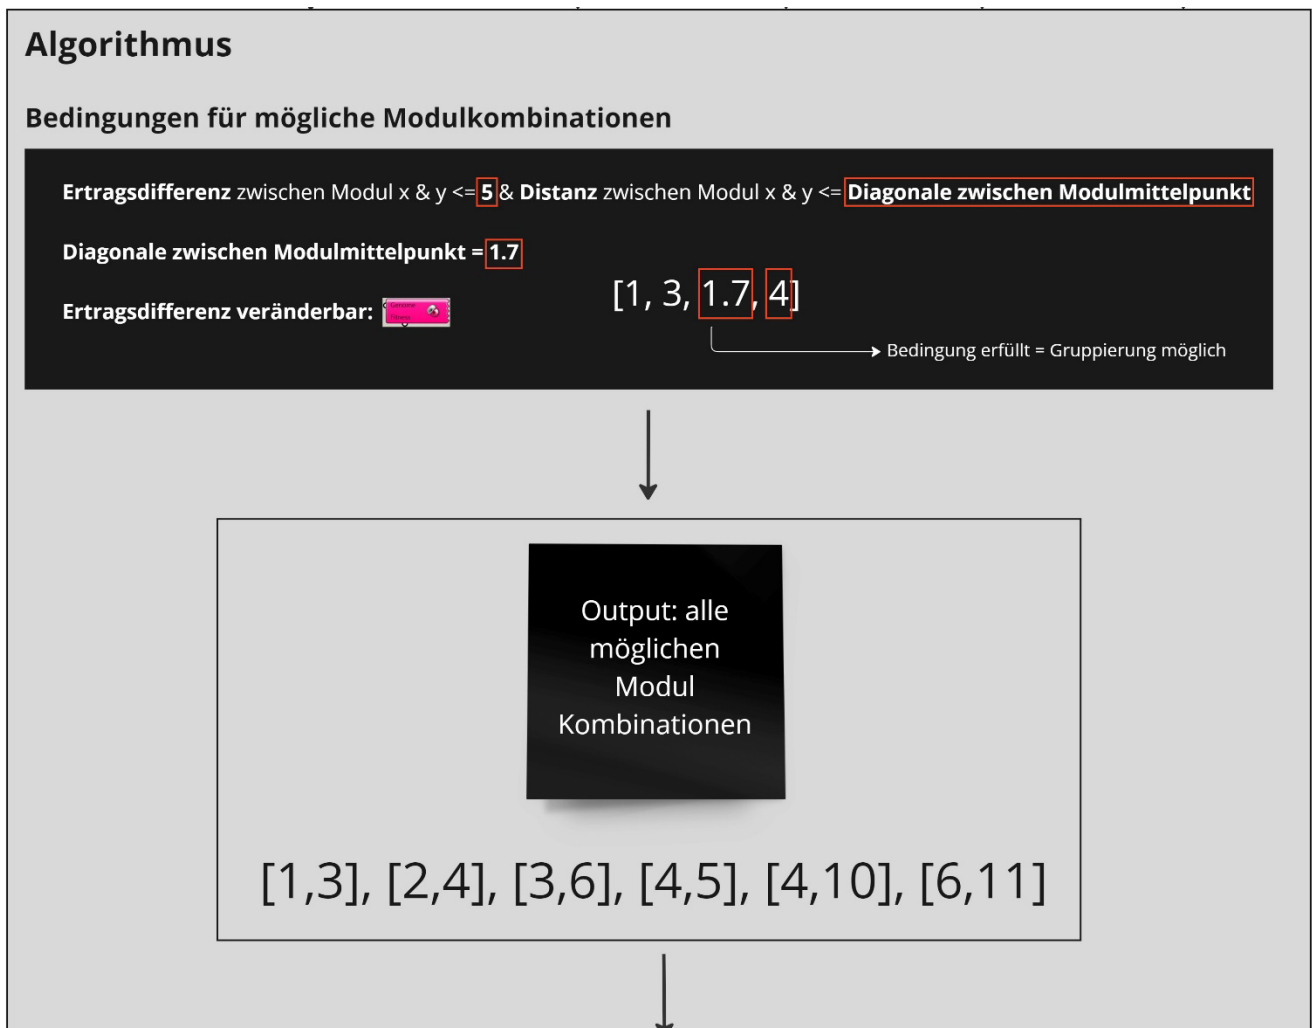 Algorithmus
Bedingungen für mögliche Modulkombinationen
Ertragsdifferenz zwischen Modul x & y <= 5 & Distanz zwischen Modul x & y <= Diagonale zwischen Modulmittelpunkt
Diagonale zwischen Modulmittelpunkt = 1.7
[1, 3, 1.7, 4]
Ertragsdifferenz veränderbar:
Genome
Fitness
Bedingung erfüllt = Gruppierung möglich
Output: alle
möglichen
Modul
Kombinationen
[1,3], [2,4], [3,6], [4,5], [4,10], [6,11]